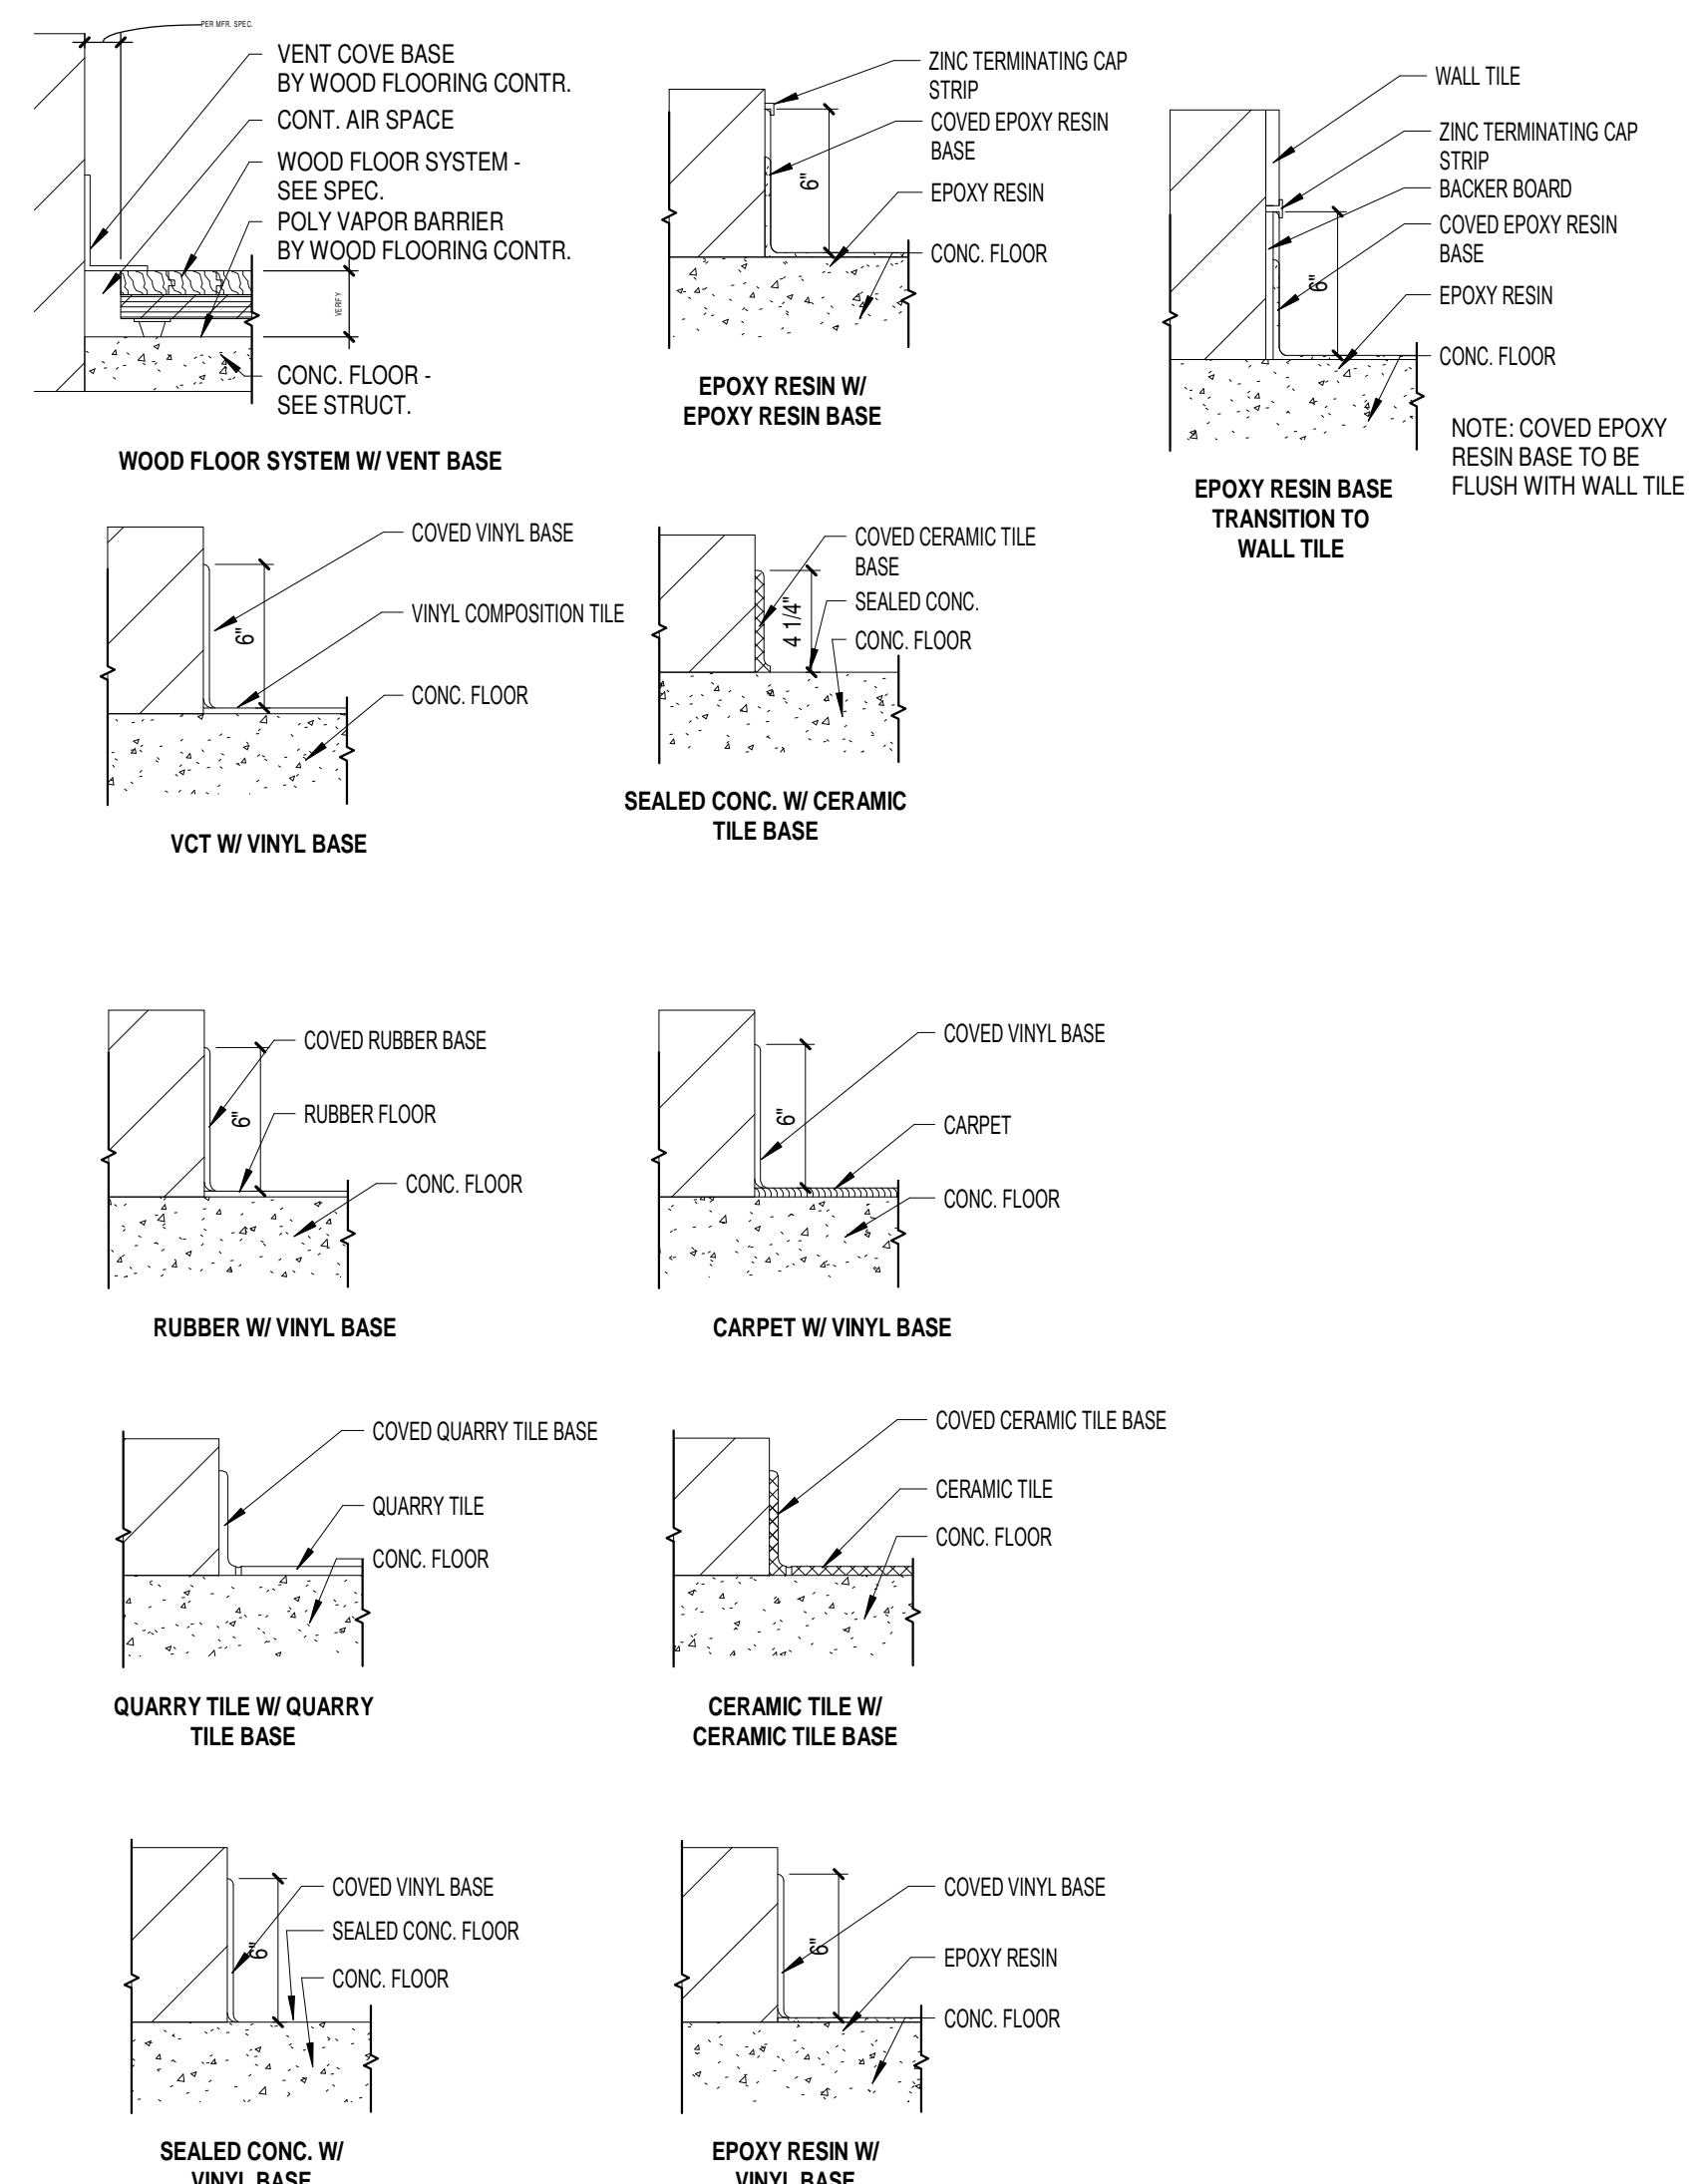 PER MFR. SPEC.
VENT COVE BASE
BY WOOD FLOORING CONTR.
CONT. AIR SPACE
WOOD FLOOR SYSTEM -
SEE SPEC.
POLY VAPOR BARRIER
BY WOOD FLOORING CONTR.
VERIFY
CONC. FLOOR -
SEE STRUCT.
WOOD FLOOR SYSTEM W/ VENT BASE
ZINC TERMINATING CAP
STRIP
COVED EPOXY RESIN
BASE
6"
EPOXY RESIN
CONC. FLOOR
EPOXY RESIN W/
EPOXY RESIN BASE
WALL TILE
ZINC TERMINATING CAP
STRIP
BACKER BOARD
COVED EPOXY RESIN
BASE
6"
EPOXY RESIN
CONC. FLOOR
NOTE: COVED EPOXY
RESIN BASE TO BE
FLUSH WITH WALL TILE
EPOXY RESIN BASE
TRANSITION TO
WALL TILE
COVED VINYL BASE
6"
VINYL COMPOSITION TILE
CONC. FLOOR
VCT W/ VINYL BASE
COVED CERAMIC TILE
BASE
4 1/4"
SEALED CONC.
CONC. FLOOR
SEALED CONC. W/ CERAMIC
TILE BASE
COVED RUBBER BASE
6"
RUBBER FLOOR
CONC. FLOOR
RUBBER W/ VINYL BASE
COVED VINYL BASE
6"
CARPET
CONC. FLOOR
CARPET W/ VINYL BASE
COVED QUARRY TILE BASE
QUARRY TILE
CONC. FLOOR
QUARRY TILE W/ QUARRY
TILE BASE
COVED CERAMIC TILE BASE
CERAMIC TILE
CONC. FLOOR
CERAMIC TILE W/
CERAMIC TILE BASE
COVED VINYL BASE
6"
SEALED CONC. FLOOR
CONC. FLOOR
SEALED CONC. W/
VINYL BASE
COVED VINYL BASE
6"
EPOXY RESIN
CONC. FLOOR
EPOXY RESIN W/
VINYL BASE